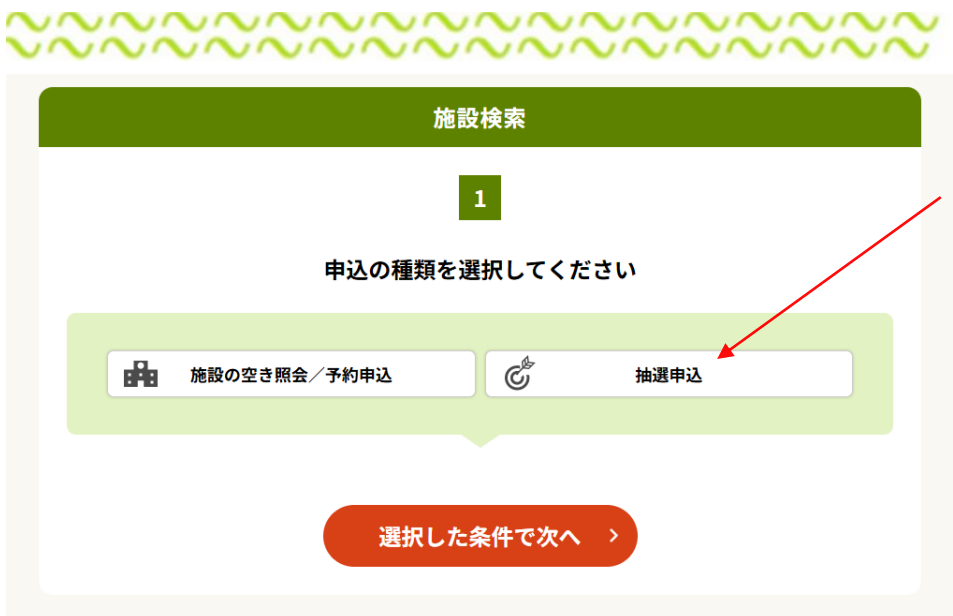 施設検索
1
申込の種類を選択してください
施設の空き照会／予約申込
抽選申込
選択した条件で次へ